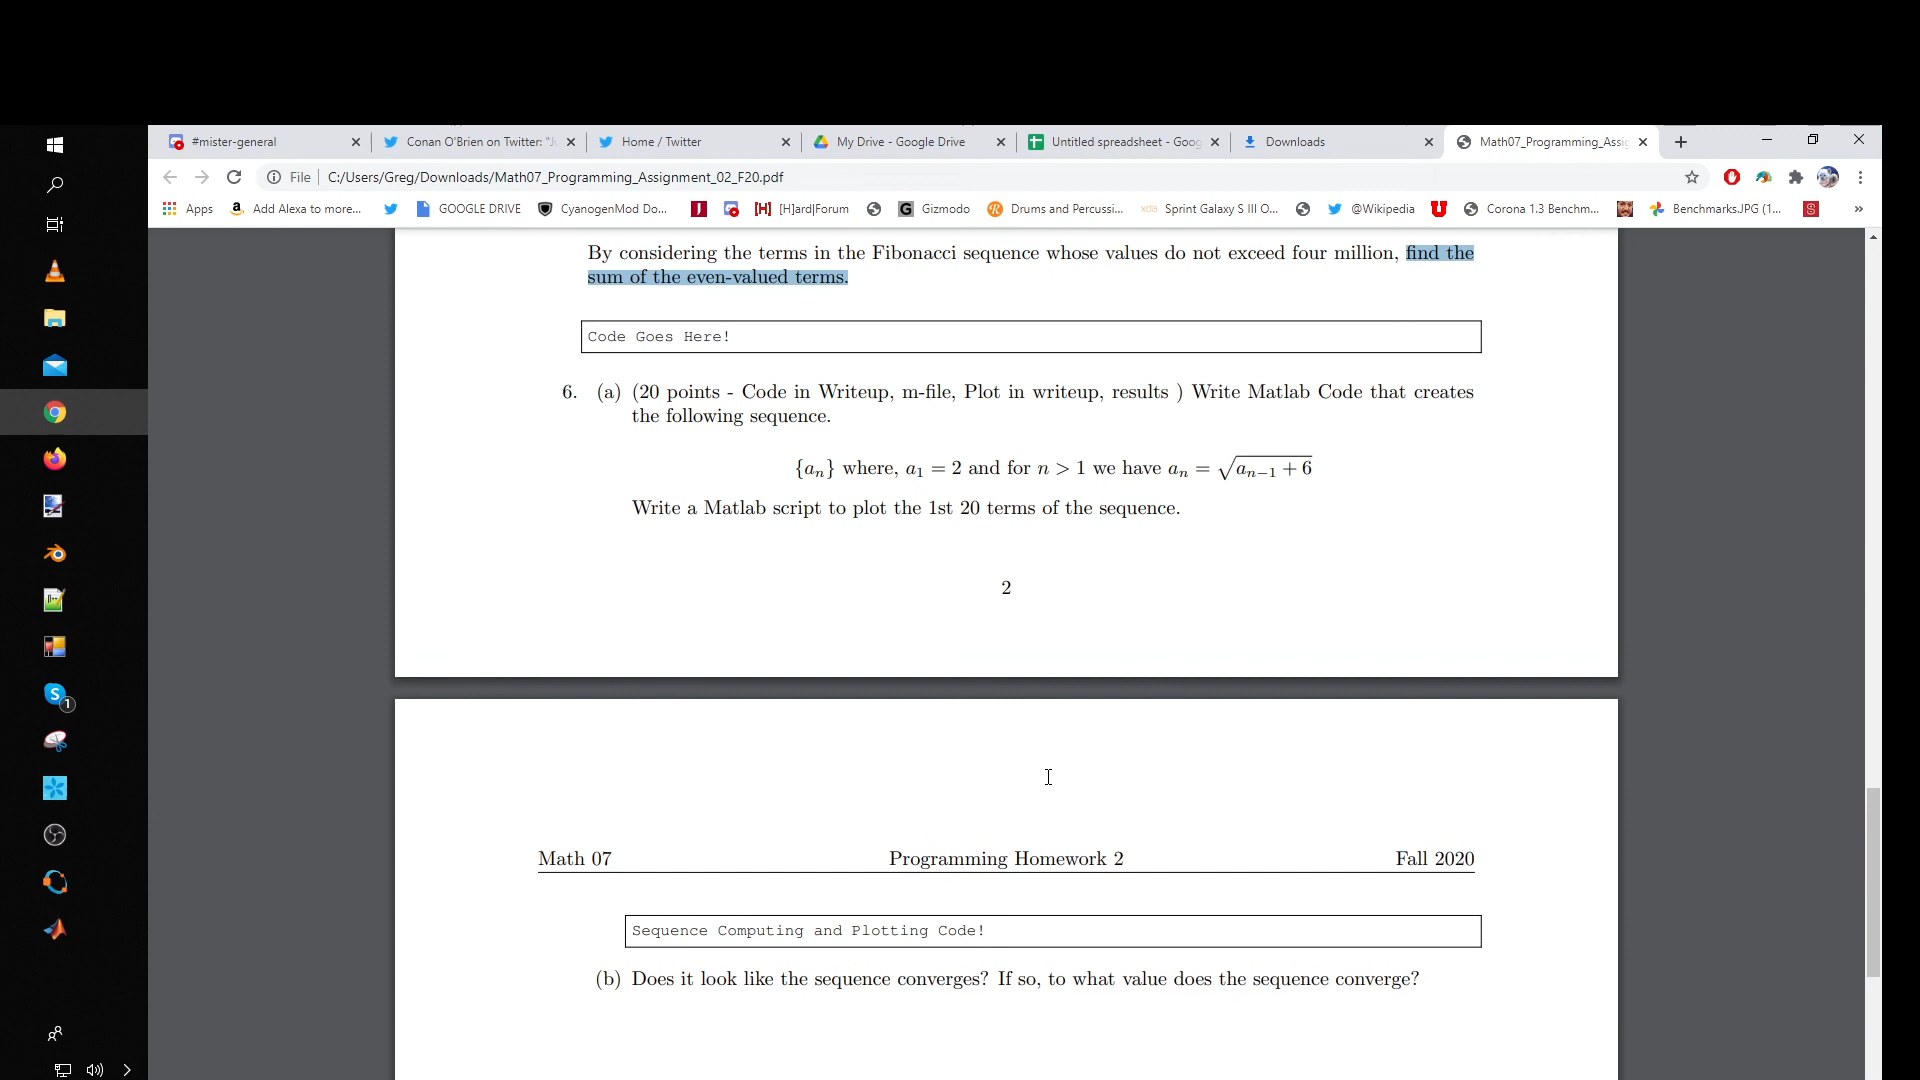 #mister-general
Conan O'Brien on Twitter: "Ju
Home / Twitter
My Drive - Google Drive
Untitled spreadsheet - Goog
Downloads
Math07_Programming_Assig
File
C:/Users/Greg/Downloads/Math07_Programming_Assignment_02_F20.pdf
Apps
Add Alexa to more...
GOOGLE DRIVE
CyanogenMod Do...
[H]ard|Forum
Gizmodo
Drums and Percussi...
Sprint Galaxy S III O...
@Wikipedia
Corona 1.3 Benchm...
Benchmarks.JPG (1...
By considering the terms in the Fibonacci sequence whose values do not exceed four million, find the
sum of the even-valued terms.
Code Goes Here!
6. (a) (20 points - Code in Writeup, m-file, Plot in writeup, results ) Write Matlab Code that creates
the following sequence.
{aₙ} where, a₁ = 2 and for n > 1 we have aₙ = √(aₙ₋₁ + 6)
Write a Matlab script to plot the 1st 20 terms of the sequence.
2
Math 07 Programming Homework 2 Fall 2020
Sequence Computing and Plotting Code!
(b) Does it look like the sequence converges? If so, to what value does the sequence converge?